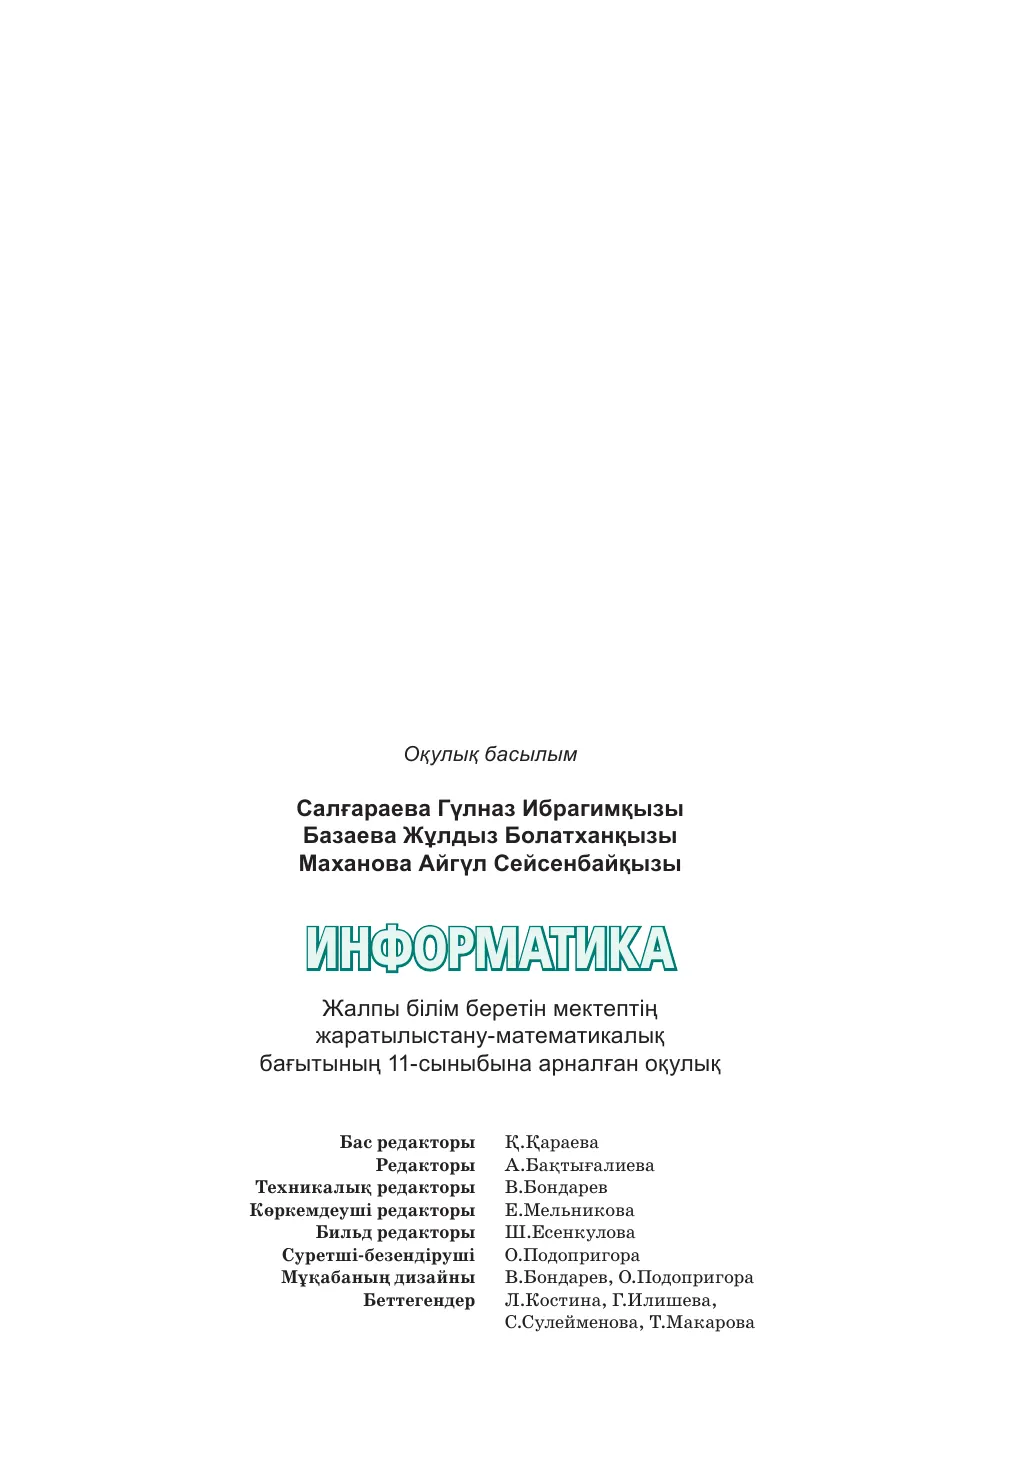 Оқулық басылым
Салғараева Гүлназ Ибрагимқызы
Базаева Жұлдыз Болатханқызы
Маханова Айгүл Сейсенбайқызы
ИНФОРМАТИКА
Жалпы білім беретін мектептің
жаратылыстану-математикалық
бағытының 11-сыныбына арналған оқулық
Бас редакторы Қ.Қараева
Редакторы А.Бақтығалиева
Техникалық редакторы В.Бондарев
Көркемдеуші редакторы Е.Мельникова
Бильд редакторы Ш.Есенкулова
Суретші-безендіруші О.Подопригора
Мұқабаның дизайны В.Бондарев, О.Подопригора
Беттегендер Л.Костина, Г.Илишева,
С.Сулейменова, Т.Макарова